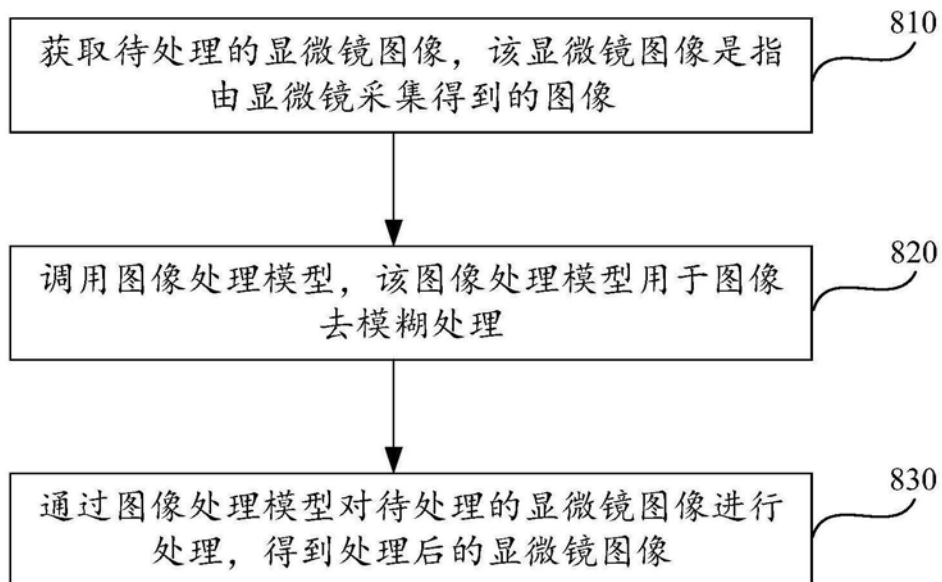 810
获取待处理的显微镜图像，该显微镜图像是指
由显微镜采集得到的图像
820
调用图像处理模型，该图像处理模型用于图像
去模糊处理
830
通过图像处理模型对待处理的显微镜图像进行
处理，得到处理后的显微镜图像